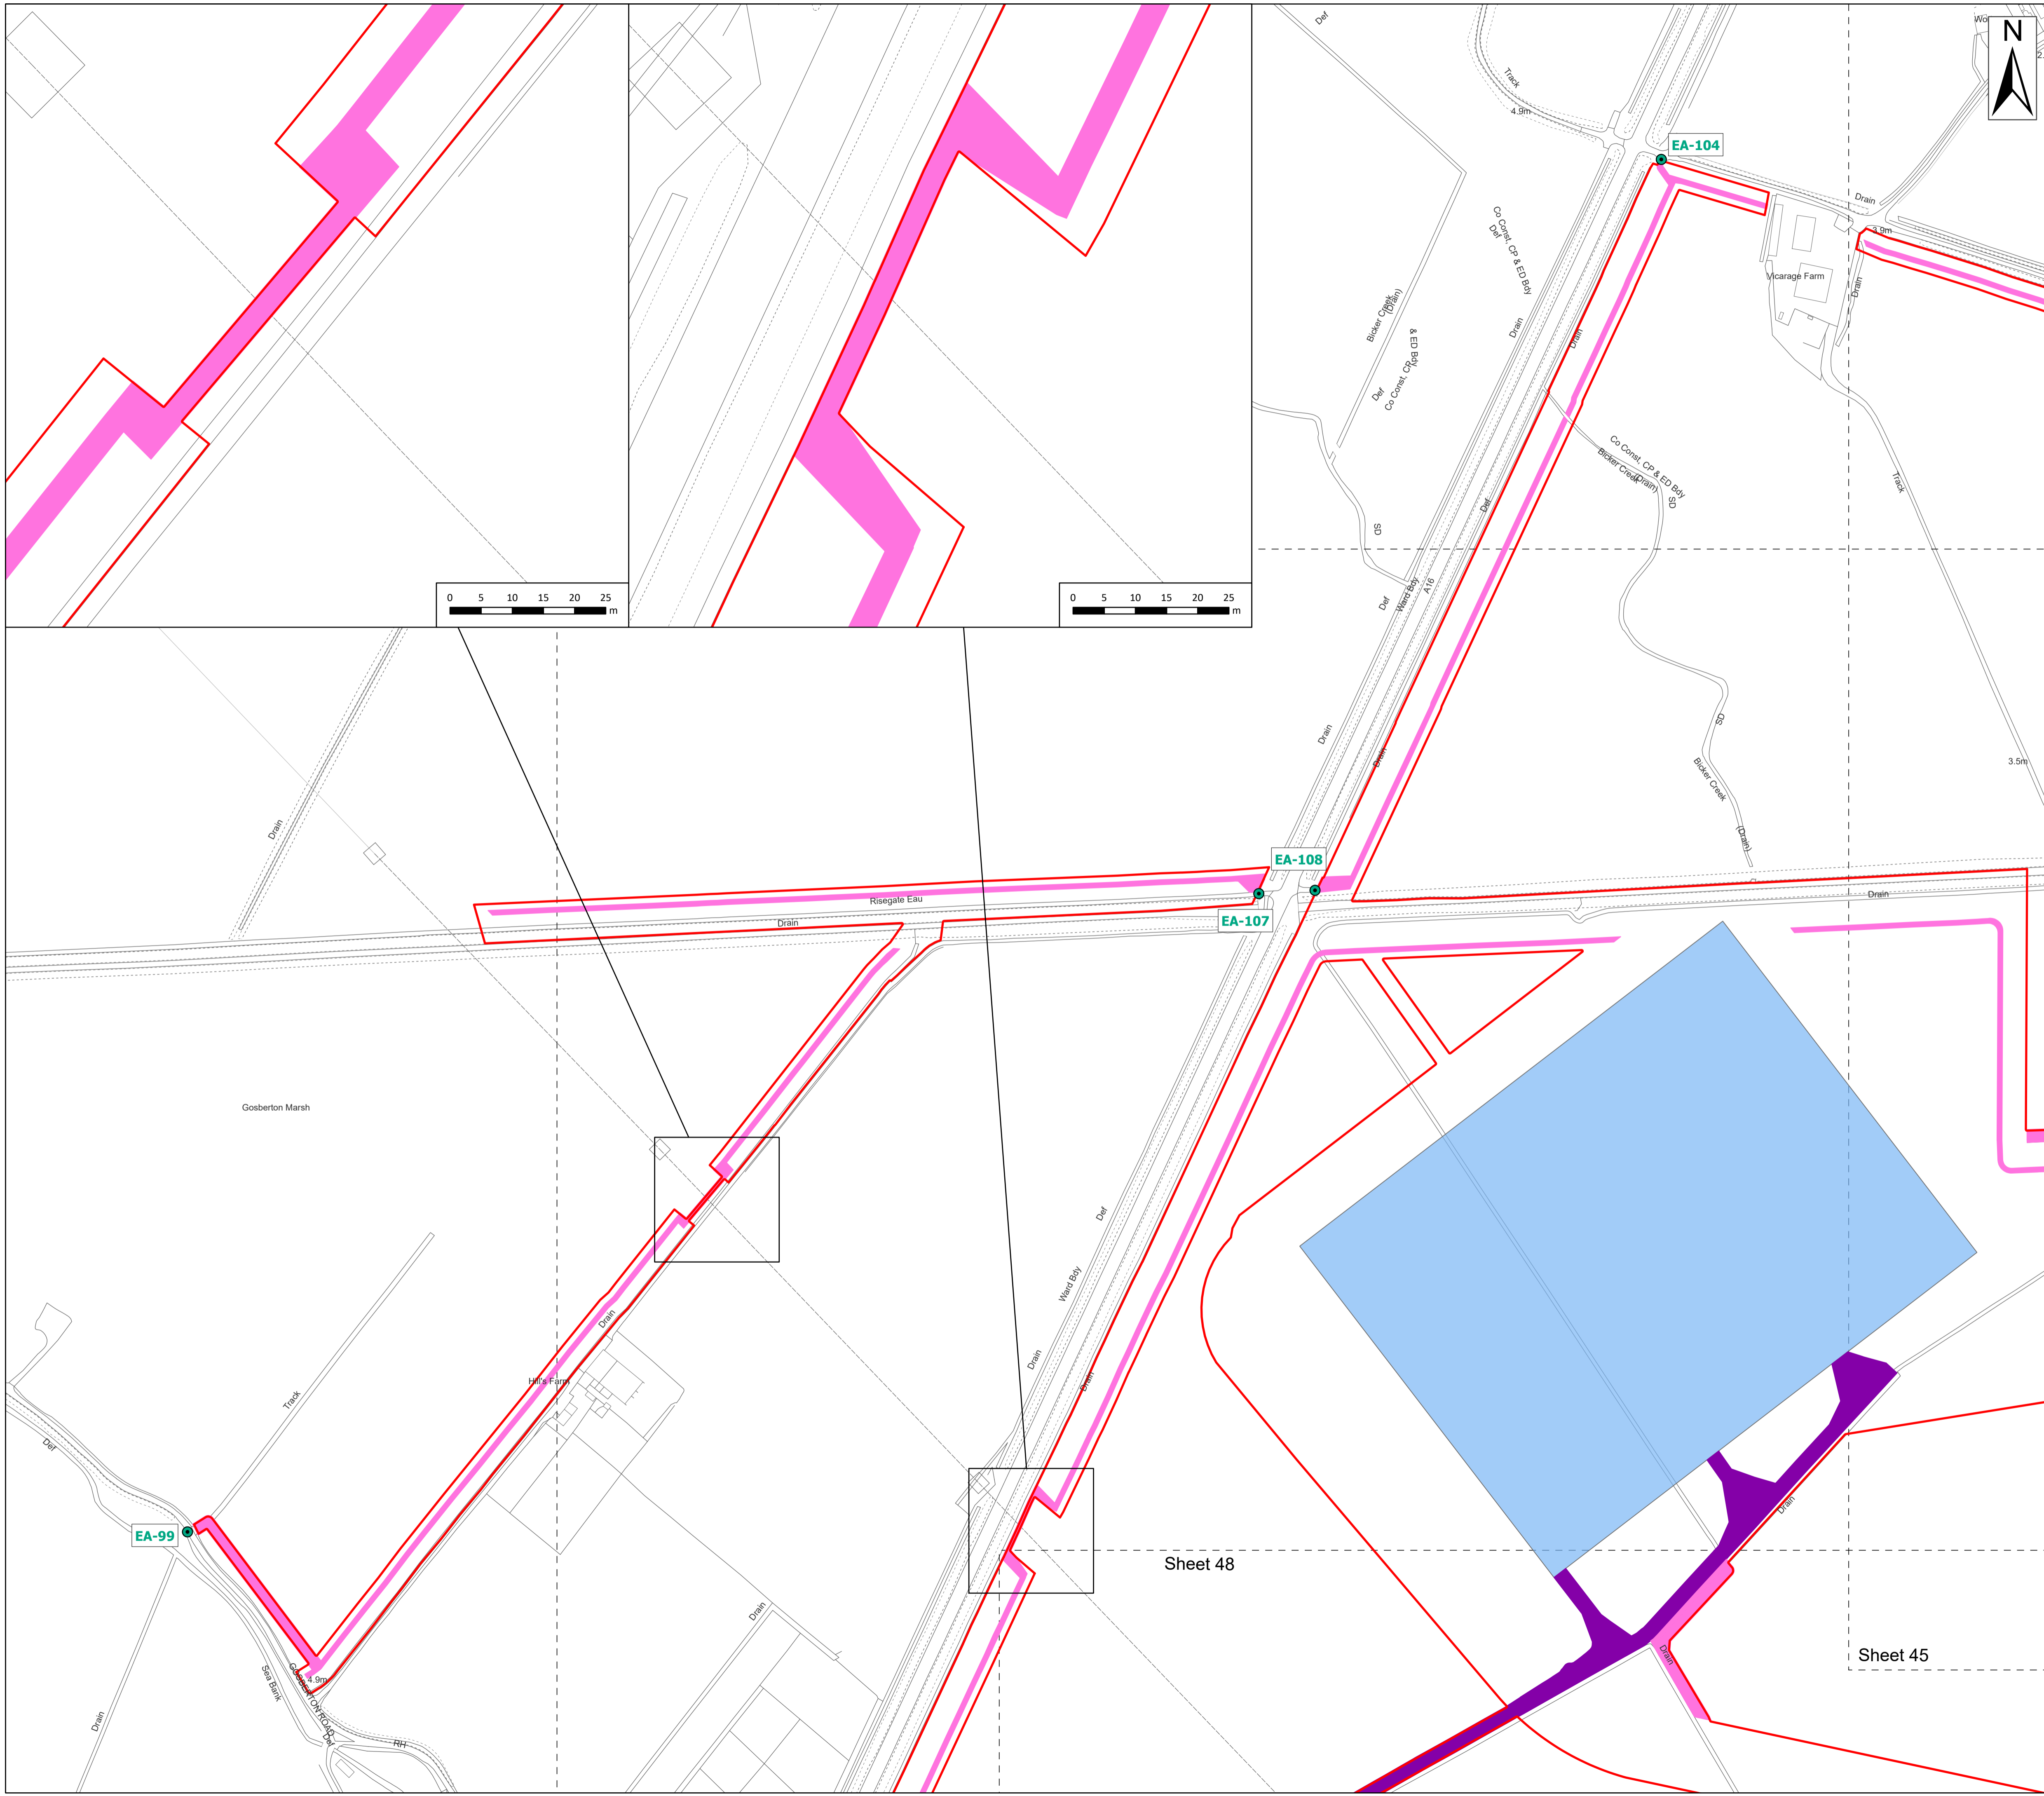 0 5 10 15 20 25
m
0 5 10 15 20 25
m
N
Def
Track
4.9m
EA-104
Drain
3.9m
Vicarage Farm
Drain
Co Const, CP & ED Bdy
Def
Bicker Creek
(Drain)
& ED Bdy
Co Const, CR
Def
Drain
Drain
Co Const, CP & ED Bdy
Bicker Creek
(Drain)
SD
Track
Def
SD
Def
Ward Bdy
A16
SD
Bicker Creek
(Drain)
3.5m
Drain
Drain
Drain
EA-108
EA-107
Risegate Eau
Drain
Drain
Gosberton Marsh
Def
Ward Bdy
Drain
Drain
Drain
Hill's Farm
Track
Def
EA-99
Drain
Sheet 48
Drain
Sheet 45
Drain
Sea Bank
GOSBERTON ROAD
4.9m
Def
RH
Drain